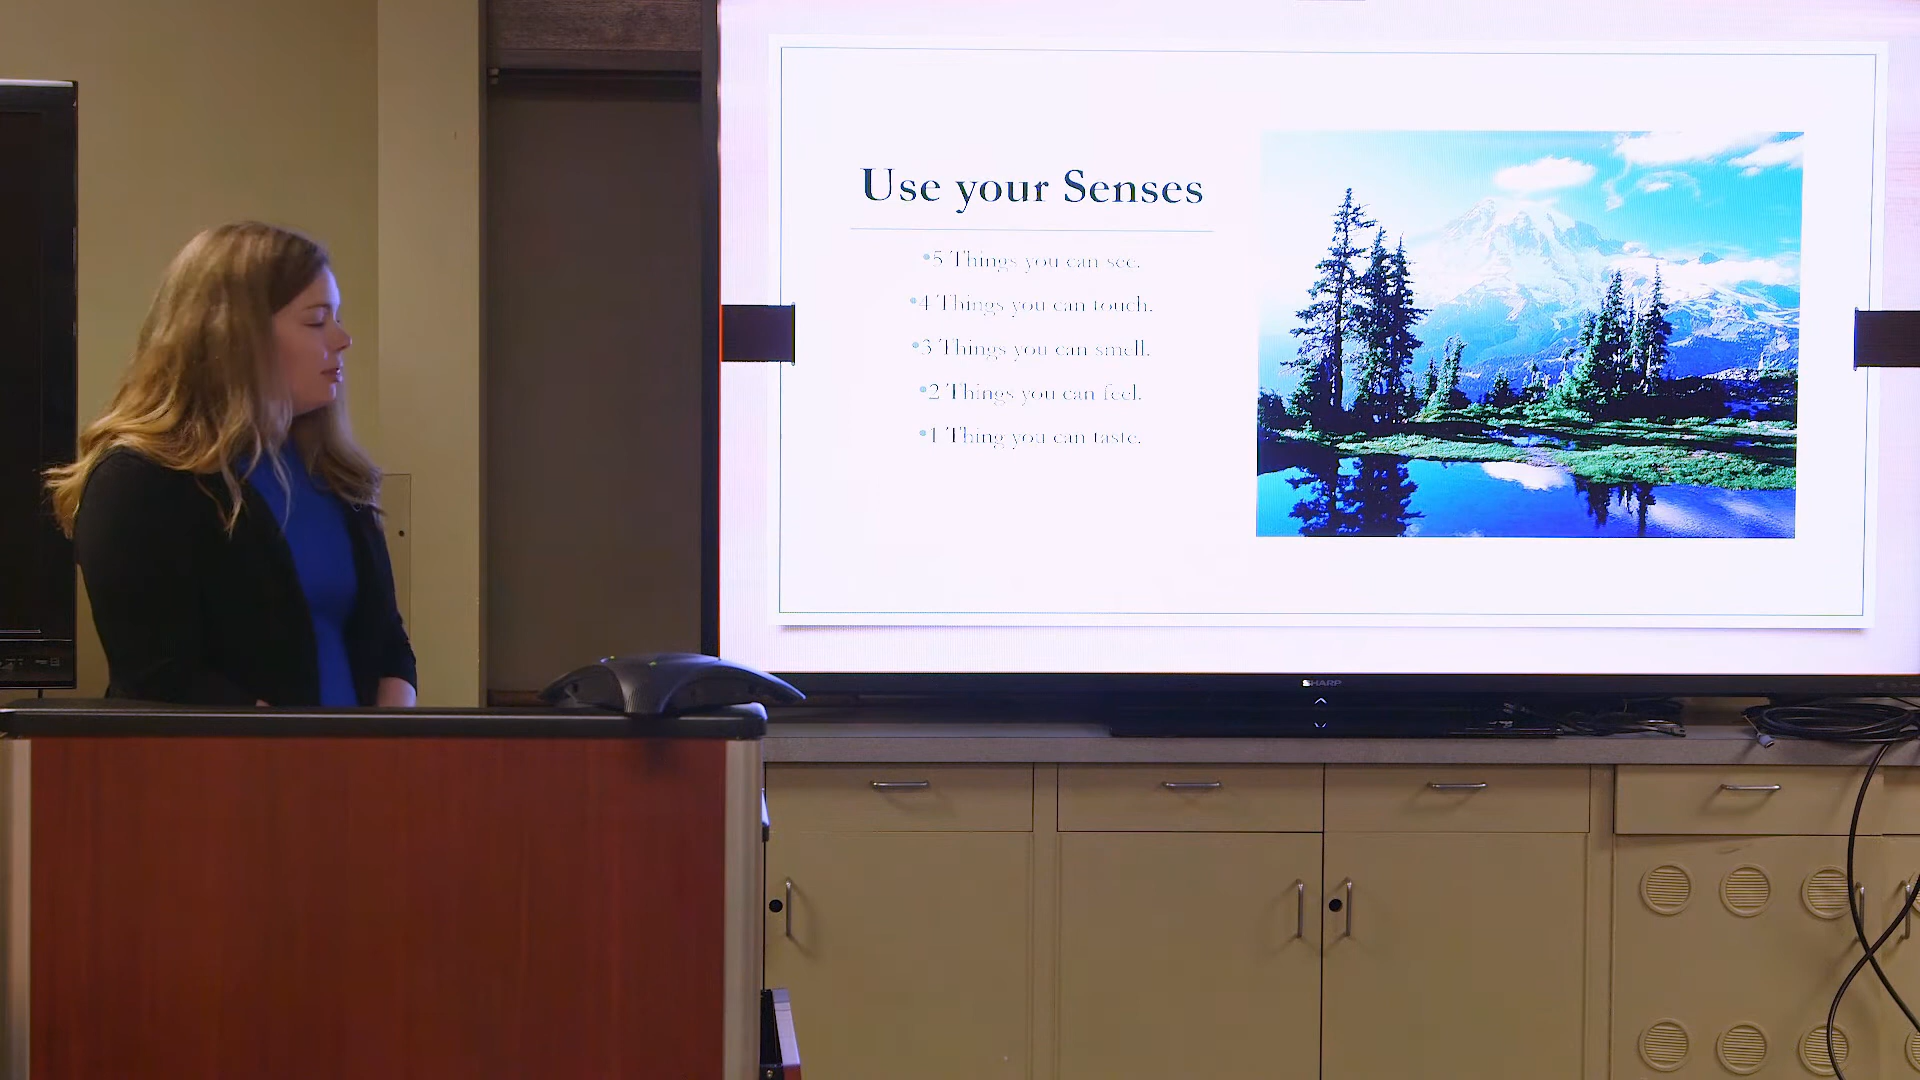 Use your Senses
•5 Things you can see.
•4 Things you can touch.
•3 Things you can smell.
•2 Things you can feel.
•1 Thing you can taste.
SHARP